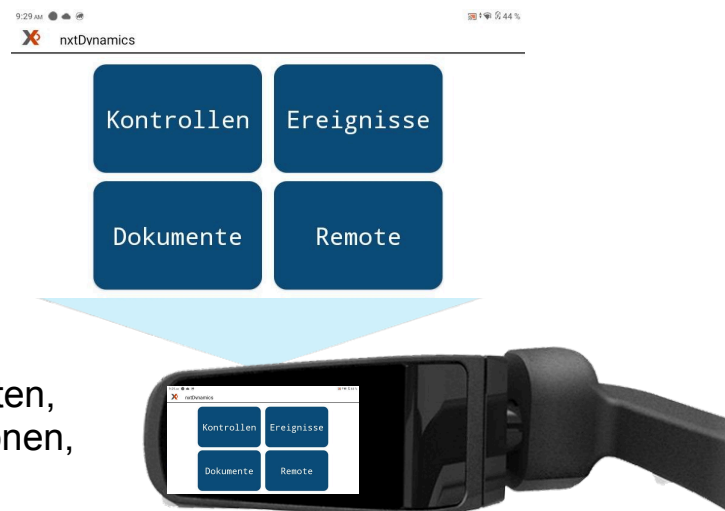 9:29 AM 44 %
nxtDynamics
Kontrollen Ereignisse
Dokumente Remote
ten,
onen,
nxtDynamics
Kontrollen Ereignisse
Dokumente Remote